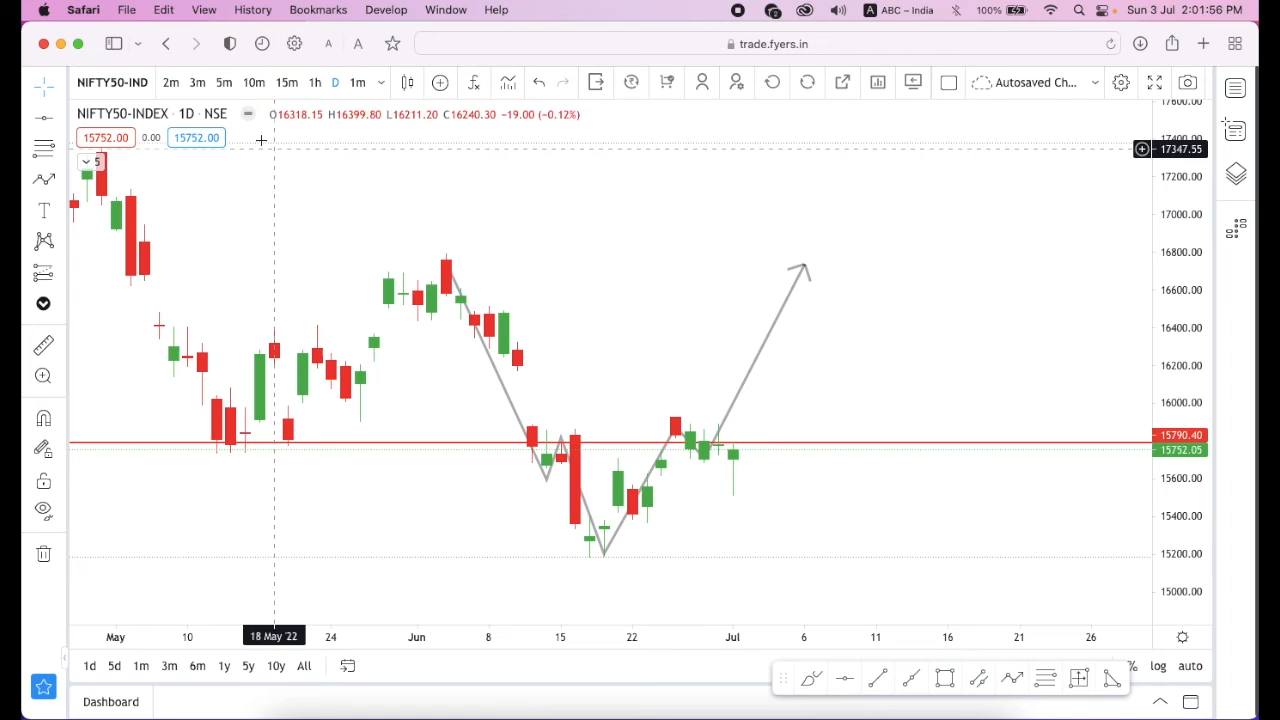 Safari File Edit View History Bookmarks Develop Window Help 2 A ABC – India 100% Sun 3 Jul 2:01:56 PM
A A trade.fyers.in
NIFTY50-IND 2m 3m 5m 10m 15m 1h D 1m Autosaved Ch...
NIFTY50-INDEX · 1D · NSE O16318.15 H16399.80 L16211.20 C16240.30 −19.00 (−0.12%)
15752.00 0.00 15752.00
5
17600.00
17400.00
17347.55
17200.00
17000.00
16800.00
16600.00
16400.00
16200.00
16000.00
15790.40
15752.05
15600.00
15400.00
15200.00
15000.00
May 10 18 May '22 24 Jun 8 15 22 Jul 6 11 16 21 26
1d 5d 1m 3m 6m 1y 5y 10y All % log auto
Dashboard